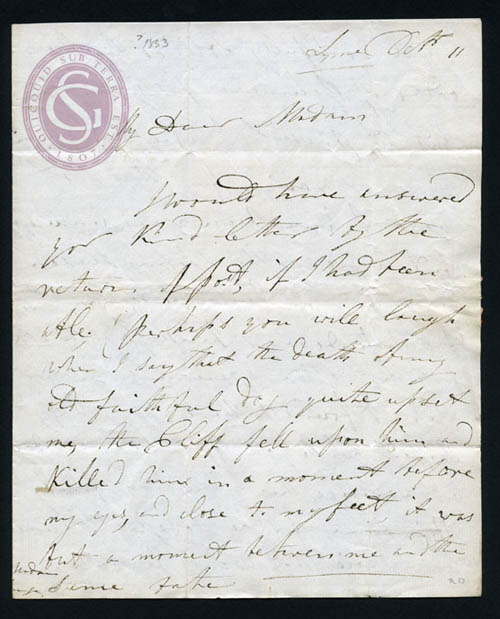 ? 1833
Lyme Octr 11
QUICQUID SUB TERRA EST
GS
· 1807 ·
My Dear Madam
I would have answered
your Kind letter by the
return of post, if I had been
able. Perhaps you will laugh
when I say that the death of my
old faithful dog quite upset
me, the Cliff fell upon him and
Killed him in a moment before
my eyes, and close to my feet, it was
but a moment between me and the
Same fate